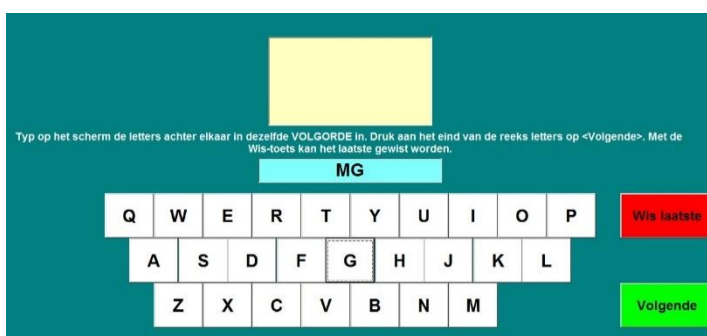 Typ op het scherm de letters achter elkaar in dezelfde VOLGORDE in. Druk aan het eind van de reeks letters op <Volgende>. Met de
Wis-toets kan het laatste gewist worden.
MG
Q W E R T Y U I O P Wis laatste
A S D F G H J K L
Z X C V B N M Volgende